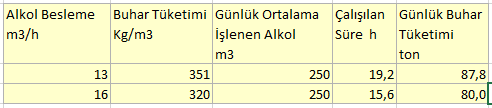 Alkol Besleme m3/h | Buhar Tüketimi Kg/m3 | Günlük Ortalama İşlenen Alkol m3 | Çalışılan Süre h | Günlük Buhar Tüketimi ton
13 | 351 | 250 | 19,2 | 87,8
16 | 320 | 250 | 15,6 | 80,0